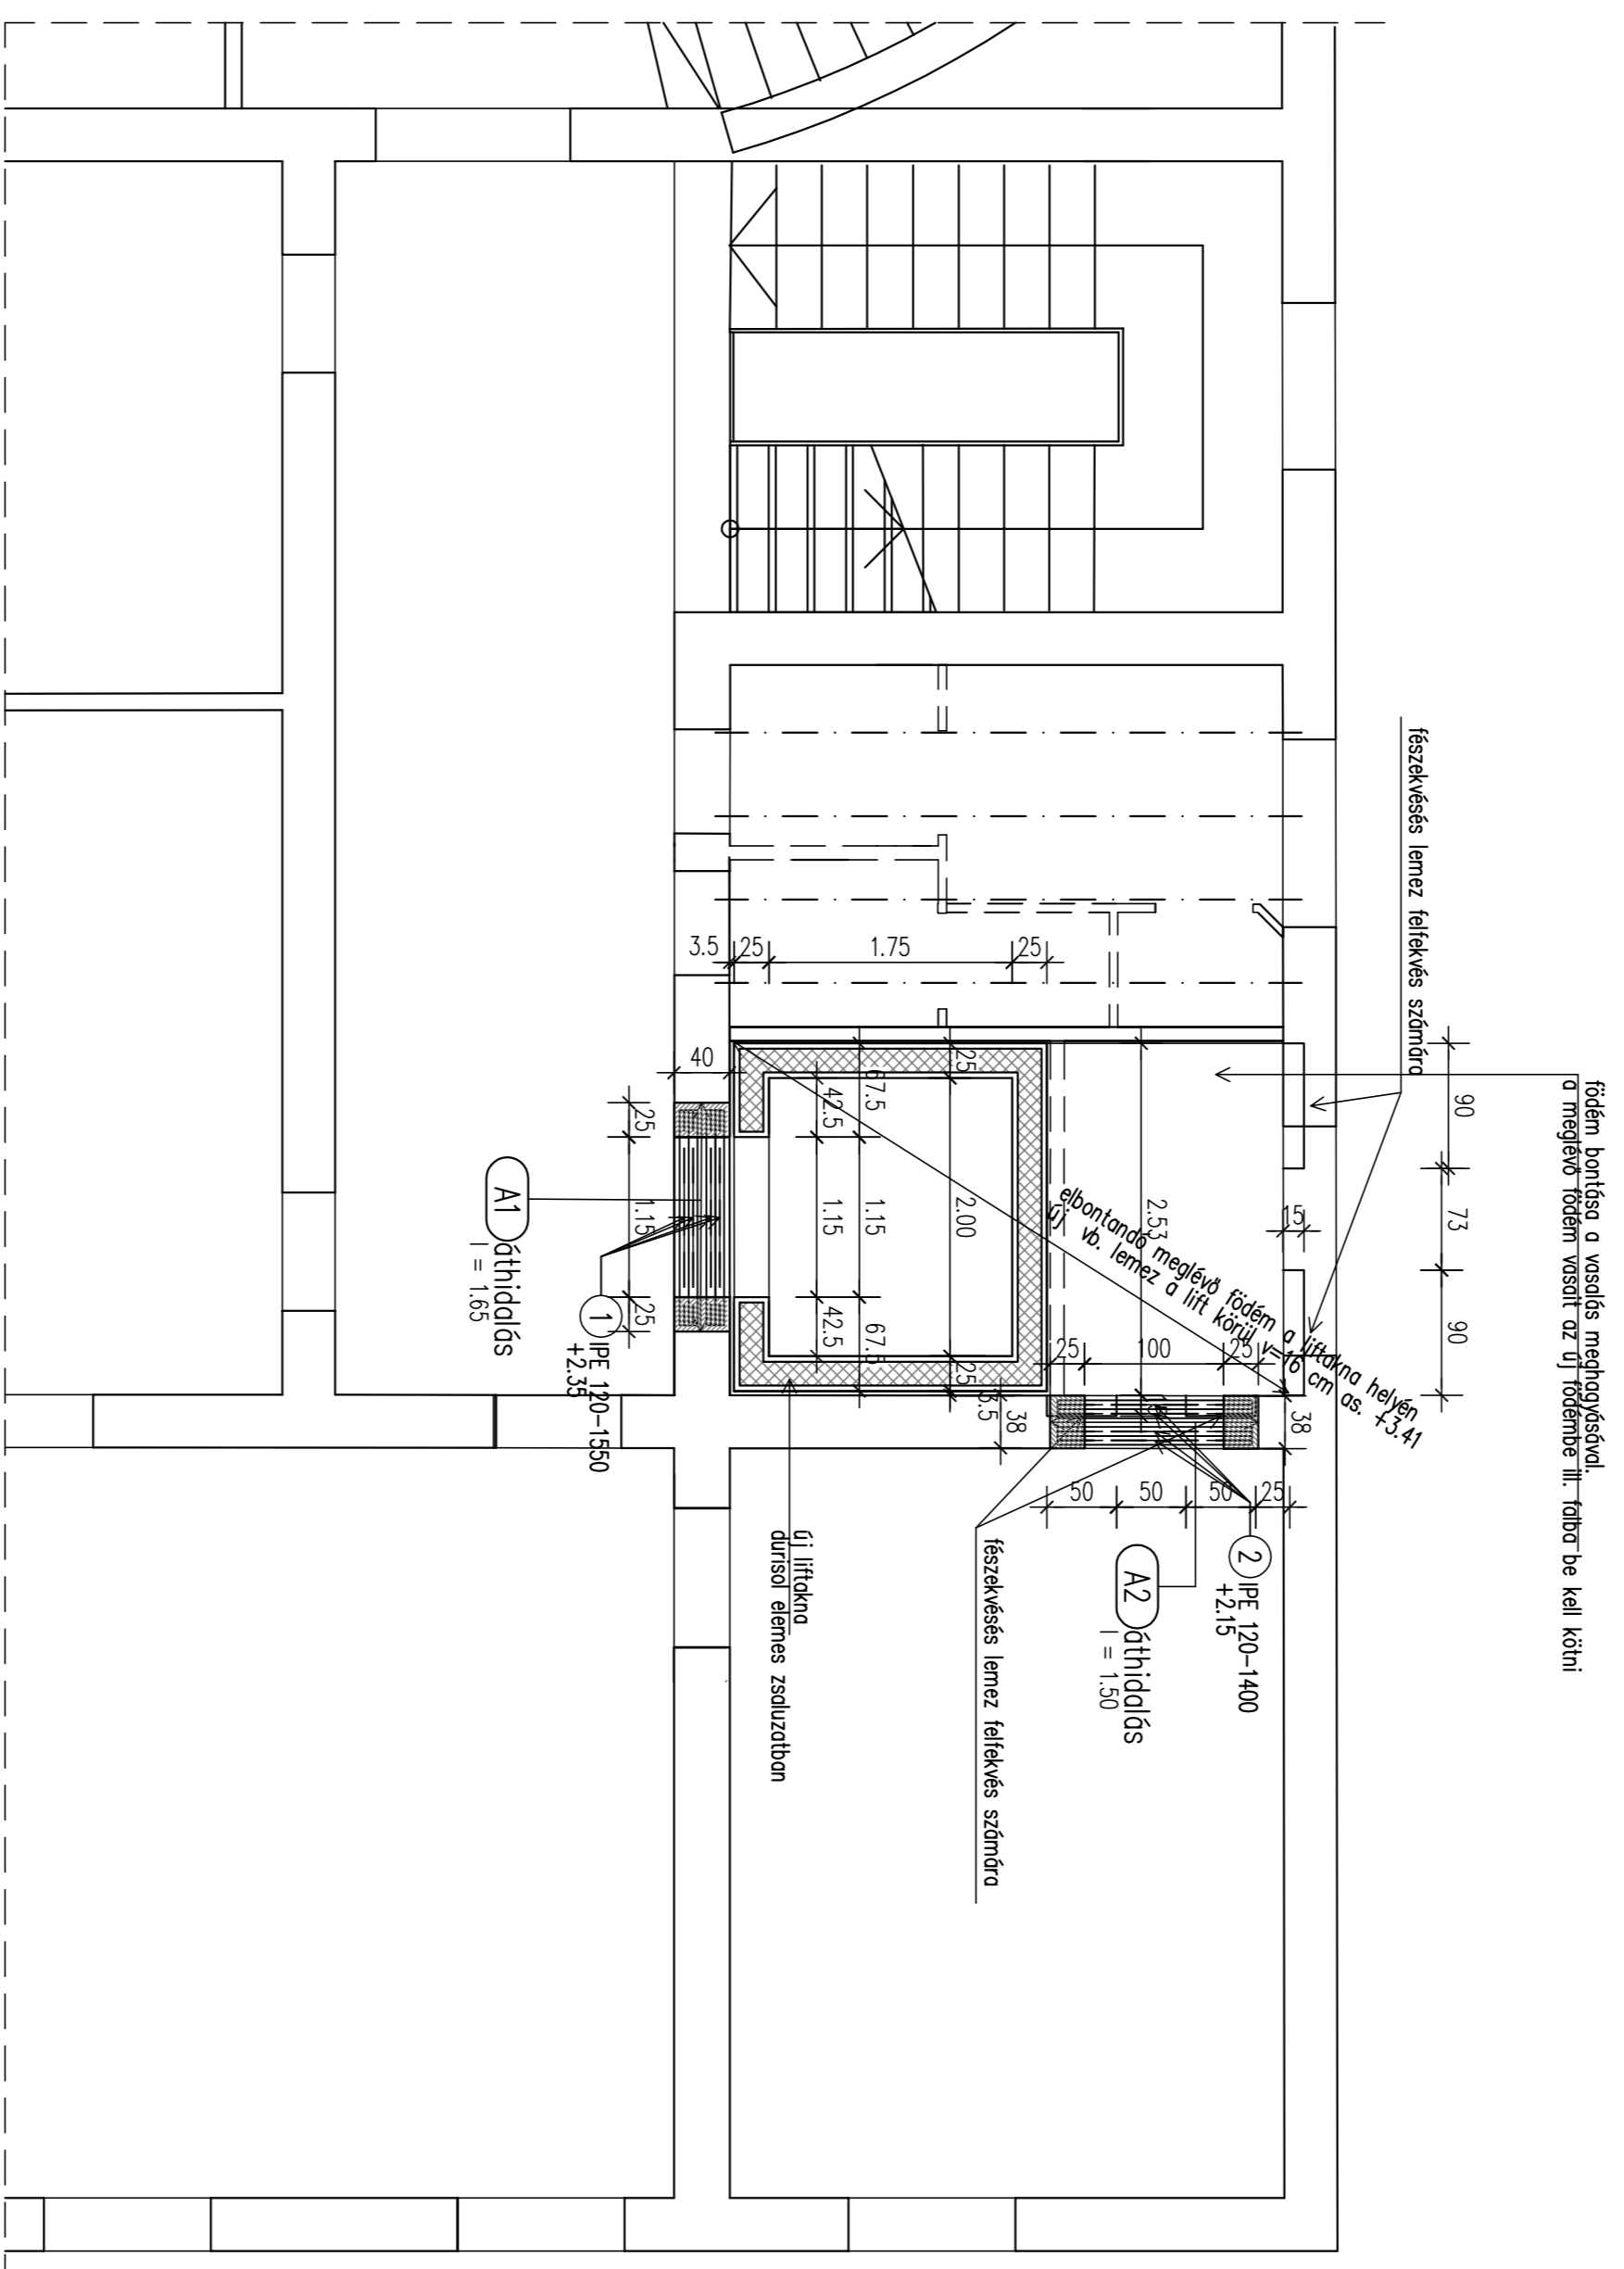 födém bontása a vasalás meghagyásával.
a meglévő födém vasait az új födémbe ill. falba be kell kötni
fészekvésés lemez felfekvés számára
90
73
90
15
elbontandó meglévő födém a liftakna helyén
új vb. lemez a lift körül v=16 cm as. +3.41
3.5
25
1.75
25
40
67.5
1.15
67.5
42.5
1.15
42.5
25
2.00
25
3.5
2.53
38
25
100
25
38
50
50
50
25
25
1.15
25
A1
áthidalás
l = 1.65
1
IPE 120-1550
+2.35
2
IPE 120-1400
+2.15
A2
áthidalás
l = 1.50
fészekvésés lemez felfekvés számára
új liftakna
durisol elemes zsaluzatban